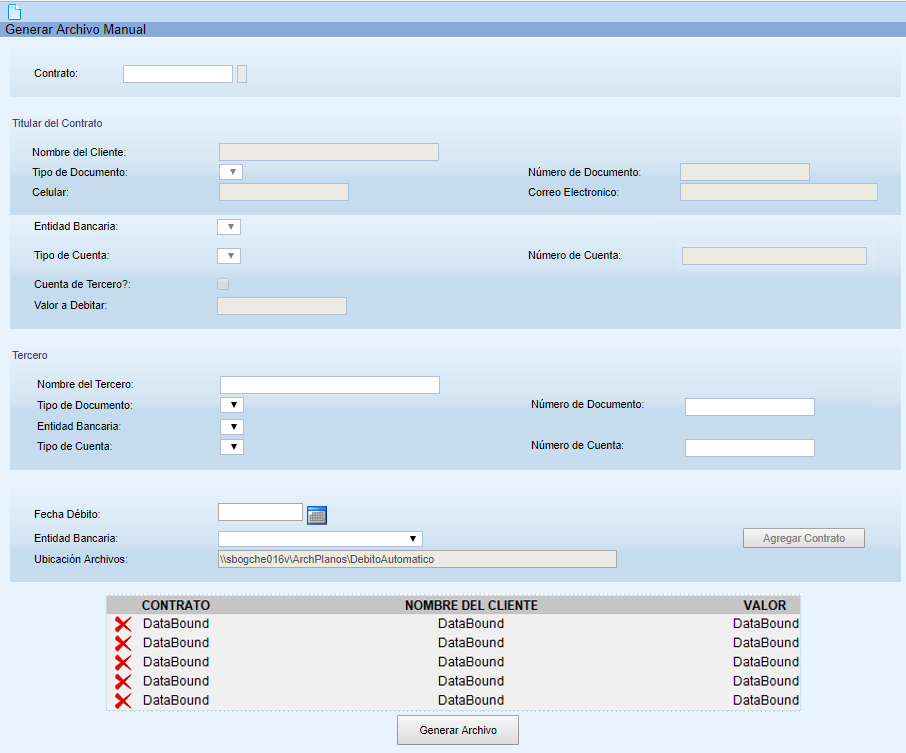 Generar Archivo Manual
Contrato:
Titular del Contrato
Nombre del Cliente:
Tipo de Documento: Número de Documento:
Celular: Correo Electronico:
Entidad Bancaria:
Tipo de Cuenta: Número de Cuenta:
Cuenta de Tercero?:
Valor a Debitar:
Tercero
Nombre del Tercero:
Tipo de Documento: Número de Documento:
Entidad Bancaria:
Tipo de Cuenta: Número de Cuenta:
Fecha Débito:
Entidad Bancaria: Agregar Contrato
Ubicación Archivos: \\sbogche016v\ArchPlanos\DebitoAutomatico
CONTRATO NOMBRE DEL CLIENTE VALOR
DataBound DataBound DataBound
DataBound DataBound DataBound
DataBound DataBound DataBound
DataBound DataBound DataBound
DataBound DataBound DataBound
Generar Archivo